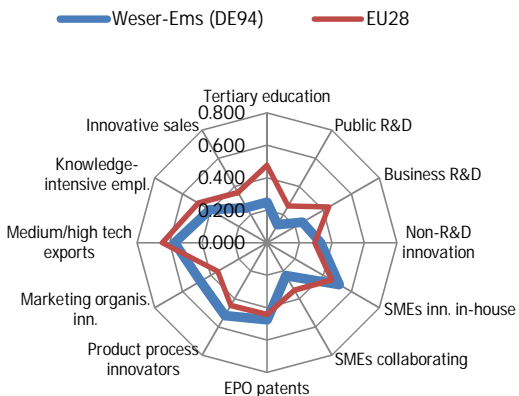 Weser-Ems (DE94)
EU28
Tertiary education
Public R&D
Business R&D
Non-R&D
innovation
SMEs inn. in-house
SMEs collaborating
EPO patents
Product process
innovators
Marketing organis.
inn.
Medium/high tech
exports
Knowledge-
intensive empl.
Innovative sales
0.800
0.600
0.400
0.200
0.000